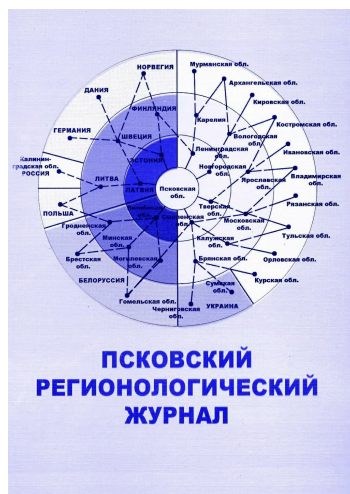 НОРВЕГИЯ
Мурманская обл.
Архангельская обл.
ДАНИЯ
Кировская обл.
ФИНЛЯНДИЯ
Карелия
Костромская обл.
ГЕРМАНИЯ
ШВЕЦИЯ
Вологодская
обл.
Ивановская обл.
Ленинградская
обл.
ЭСТОНИЯ
Калинин-
градская обл.
РОССИЯ
Новгородская
обл.
Владимирская
обл.
ЛИТВА
ЛАТВИЯ
Псковская
обл.
Ярославская
обл.
Рязанская обл.
ПОЛЬША
Тверская
обл.
Смоленская
обл.
Московская
обл.
Гродненская
обл.
Тульская обл.
Минская
обл.
Калужская
обл.
Брестская
обл.
Могилевская
обл.
Брянская
обл.
Орловская обл.
БЕЛОРУССИЯ
Сумская
обл.
Курская обл.
Гомельская обл.
Черниговская
обл.
УКРАИНА
ПСКОВСКИЙ
РЕГИОНОЛОГИЧЕСКИЙ
ЖУРНАЛ